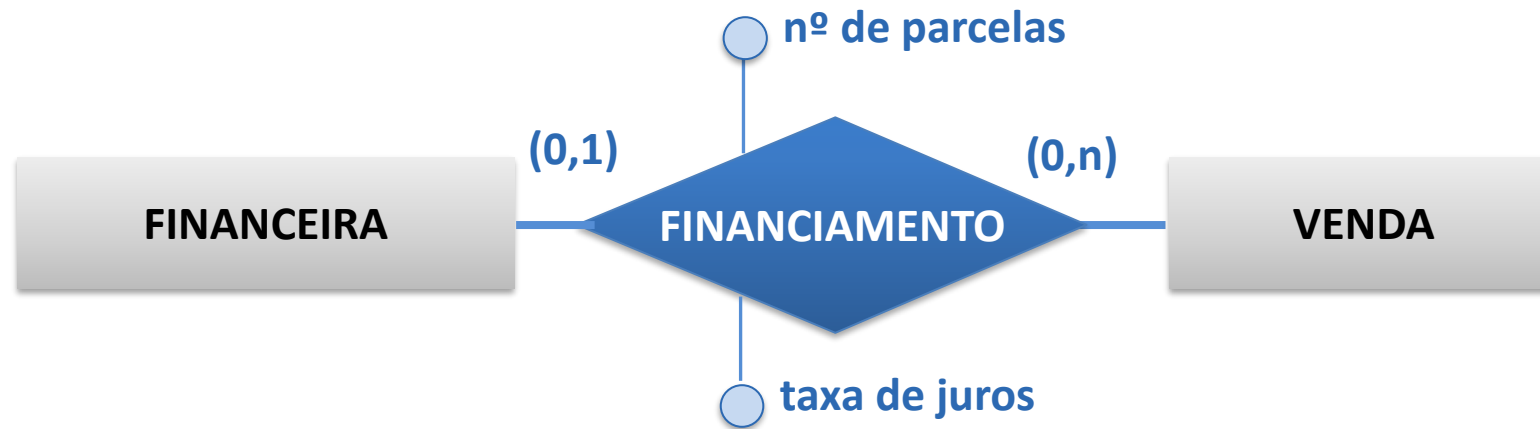 nº de parcelas
(0,1)
(0,n)
FINANCEIRA
FINANCIAMENTO
VENDA
taxa de juros